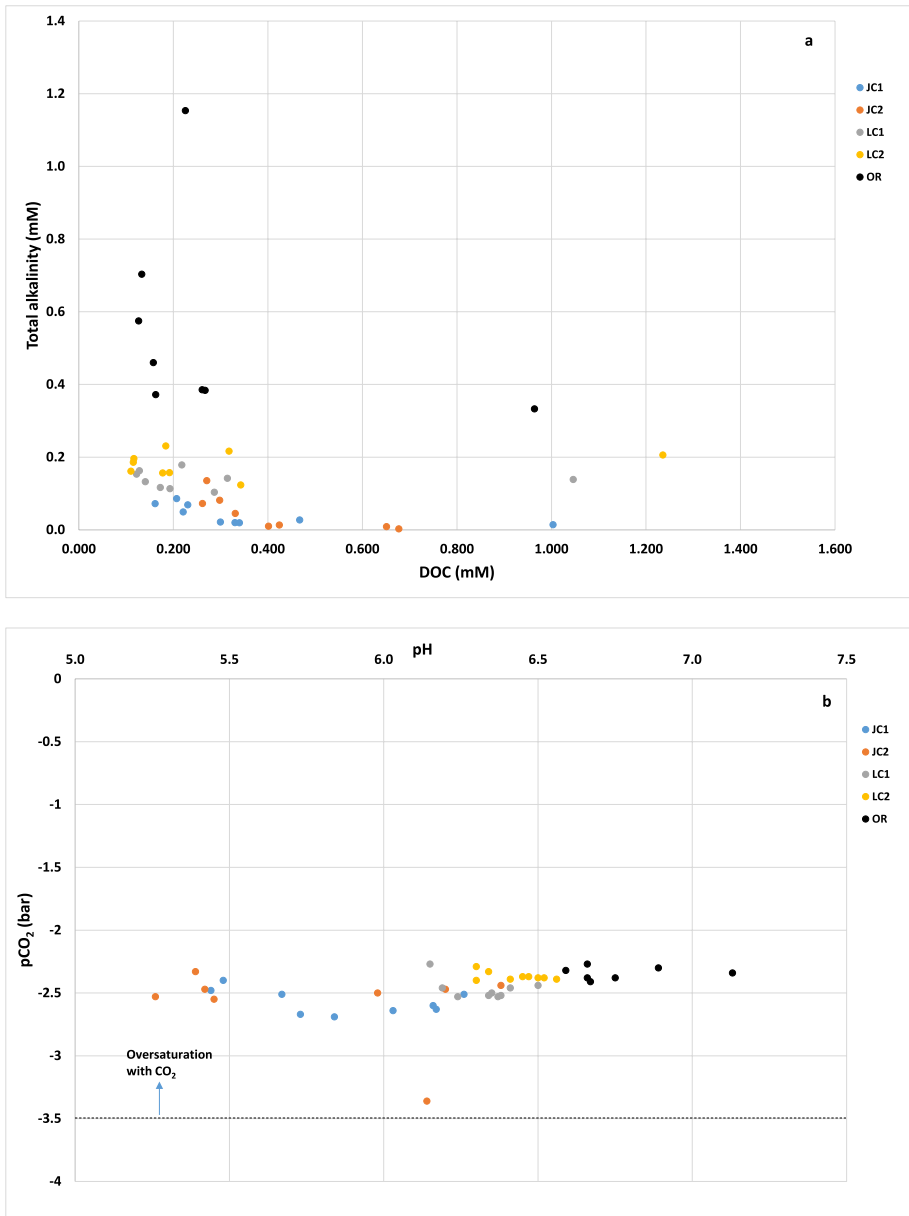 a
1.4
1.2
1.0
0.8
0.6
0.4
0.2
0.0
Total alkalinity (mM)
0.000 0.200 0.400 0.600 0.800 1.000 1.200 1.400 1.600
DOC (mM)
JC1
JC2
LC1
LC2
OR
pH
5.0 5.5 6.0 6.5 7.0 7.5
b
0
-0.5
-1
-1.5
-2
-2.5
-3
-3.5
-4
pCO₂ (bar)
Oversaturation
with CO₂
JC1
JC2
LC1
LC2
OR